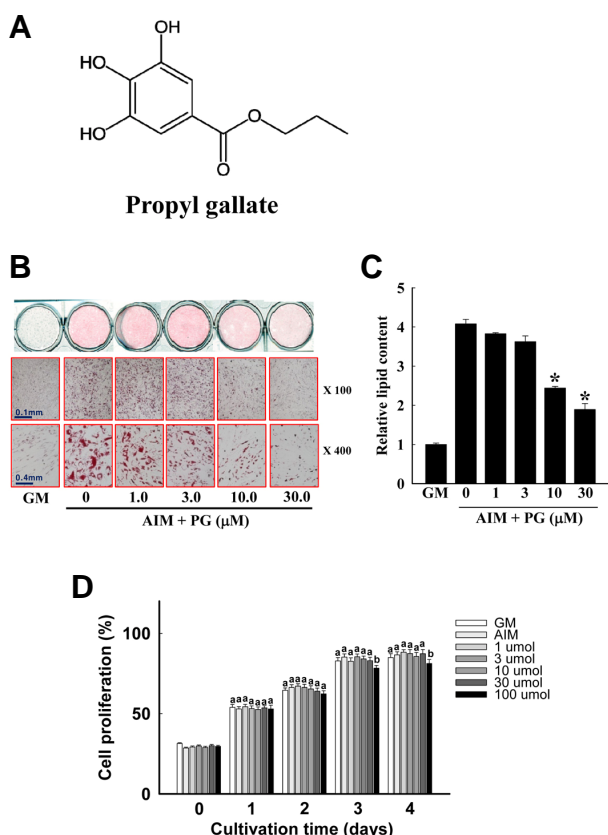 A
OH
HO
HO
O
O
Propyl gallate
B
X 100
0.1mm
X 400
0.4mm
GM 0 1.0 3.0 10.0 30.0
AIM + PG (μM)
C
Relative lipid content
5
4
3
2
1
0
*
*
GM 0 1 3 10 30
AIM + PG (μM)
D
Cell proliferation (%)
100
50
0
aaaaaaa
aaaaaaa
aaaaaab
aaaaaab
0 1 2 3 4
Cultivation time (days)
GM
AIM
1 umol
3 umol
10 umol
30 umol
100 umol